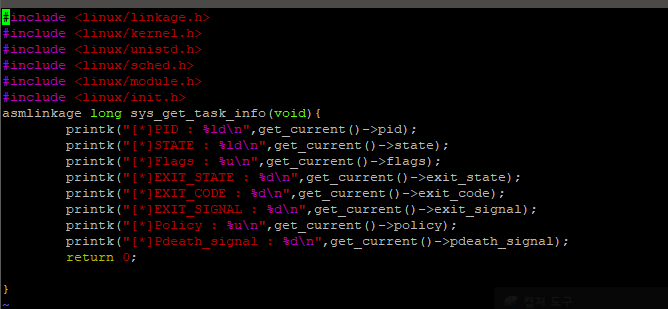 #include <linux/linkage.h>
#include <linux/kernel.h>
#include <linux/unistd.h>
#include <linux/sched.h>
#include <linux/module.h>
#include <linux/init.h>
asmlinkage long sys_get_task_info(void){
        printk("[*]PID : %ld\n",get_current()->pid);
        printk("[*]STATE : %ld\n",get_current()->state);
        printk("[*]Flags : %u\n",get_current()->flags);
        printk("[*]EXIT_STATE : %d\n",get_current()->exit_state);
        printk("[*]EXIT_CODE : %d\n",get_current()->exit_code);
        printk("[*]EXIT_SIGNAL : %d\n",get_current()->exit_signal);
        printk("[*]Policy : %u\n",get_current()->policy);
        printk("[*]Pdeath_signal : %d\n",get_current()->pdeath_signal);
        return 0;
}
~
캡처 도구